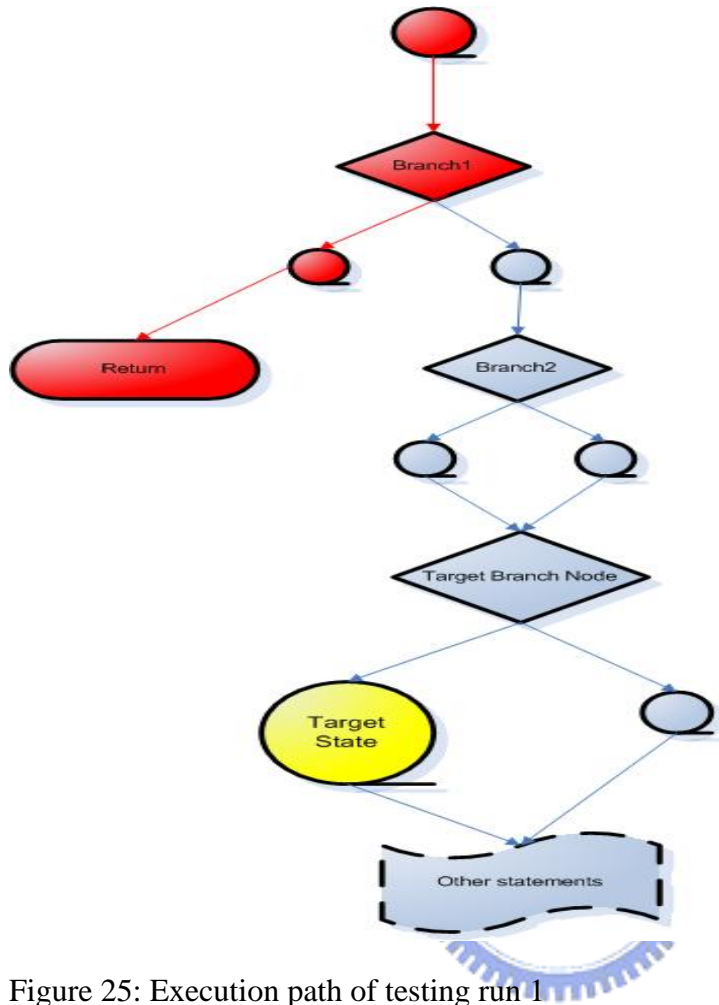 Branch1
Return
Branch2
Target Branch Node
Target
State
Other statements
Figure 25: Execution path of testing run 1